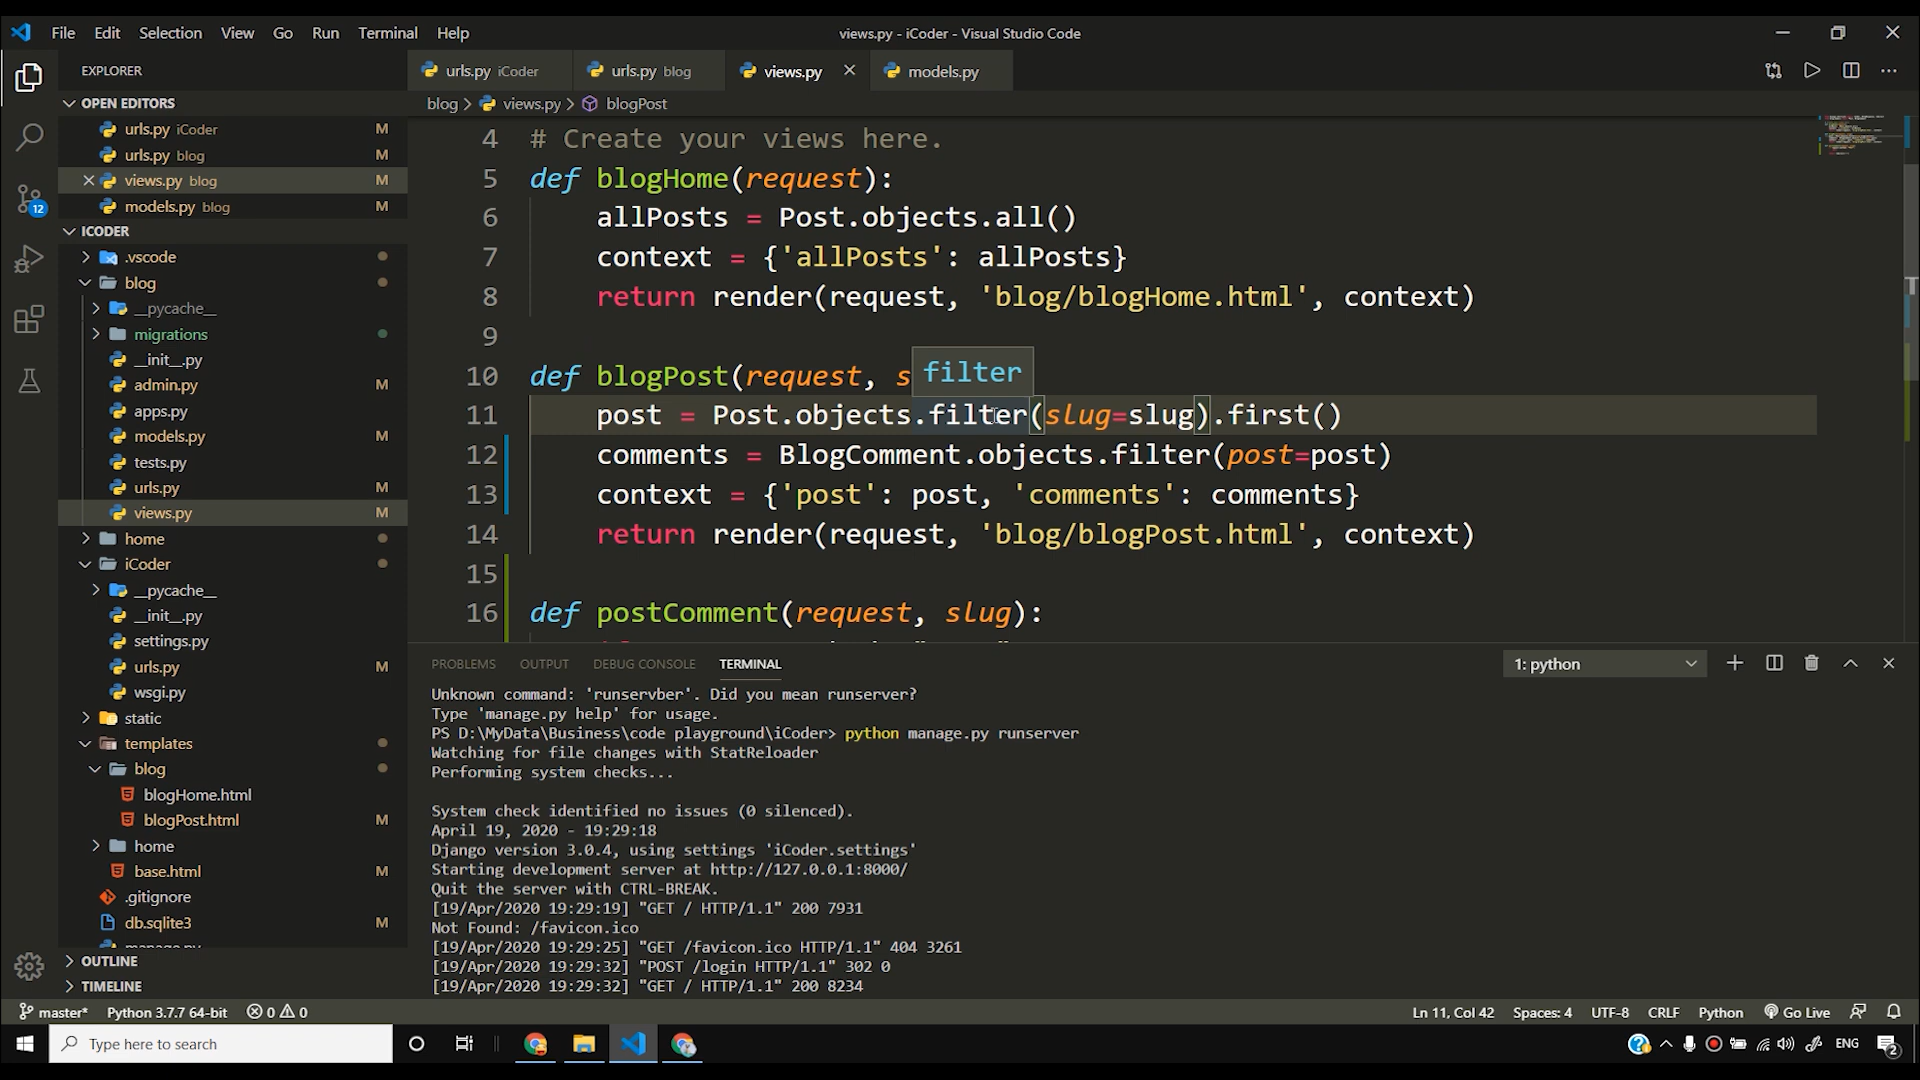 File Edit Selection View Go Run Terminal Help
views.py - iCoder - Visual Studio Code
EXPLORER
OPEN EDITORS
urls.py iCoder M
urls.py blog M
views.py blog M
models.py blog M
ICODER
.vscode
blog
__pycache__
migrations
__init__.py
admin.py M
apps.py
models.py M
tests.py
urls.py M
views.py M
home
iCoder
__pycache__
__init__.py
settings.py
urls.py M
wsgi.py
static
templates
blog
blogHome.html
blogPost.html M
home
base.html M
.gitignore
db.sqlite3 M
manage.py
OUTLINE
TIMELINE
12
urls.py iCoder
urls.py blog
views.py
models.py
blog > views.py > blogPost
4 # Create your views here.
5 def blogHome(request):
6 allPosts = Post.objects.all()
7 context = {'allPosts': allPosts}
8 return render(request, 'blog/blogHome.html', context)
9
filter
10 def blogPost(request, s
11 post = Post.objects.filter(slug=slug).first()
12 comments = BlogComment.objects.filter(post=post)
13 context = {'post': post, 'comments': comments}
14 return render(request, 'blog/blogPost.html', context)
15
16 def postComment(request, slug):
PROBLEMS OUTPUT DEBUG CONSOLE TERMINAL
1: python
Unknown command: 'runservber'. Did you mean runserver?
Type 'manage.py help' for usage.
PS D:\MyData\Business\code playground\iCoder> python manage.py runserver
Watching for file changes with StatReloader
Performing system checks...
System check identified no issues (0 silenced).
April 19, 2020 - 19:29:18
Django version 3.0.4, using settings 'iCoder.settings'
Starting development server at http://127.0.0.1:8000/
Quit the server with CTRL-BREAK.
[19/Apr/2020 19:29:19] "GET / HTTP/1.1" 200 7931
Not Found: /favicon.ico
[19/Apr/2020 19:29:25] "GET /favicon.ico HTTP/1.1" 404 3261
[19/Apr/2020 19:29:32] "POST /login HTTP/1.1" 302 0
[19/Apr/2020 19:29:32] "GET / HTTP/1.1" 200 8234
master* Python 3.7.7 64-bit 0 0
Ln 11, Col 42 Spaces: 4 UTF-8 CRLF Python Go Live
Type here to search
ENG
2